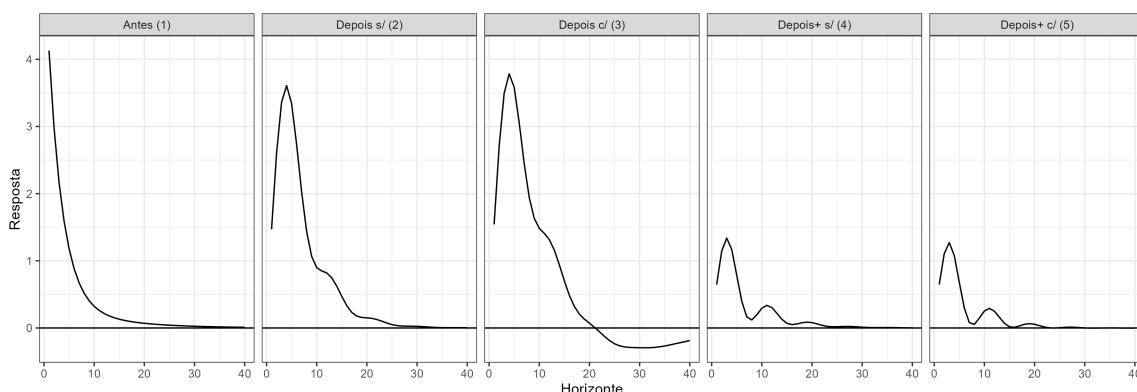 Antes (1) Depois s/ (2) Depois c/ (3) Depois+ s/ (4) Depois+ c/ (5)
4
3
2
1
0
Resposta
0 10 20 30 40 0 10 20 30 40 0 10 20 30 40 0 10 20 30 40 0 10 20 30 40
Horizonte